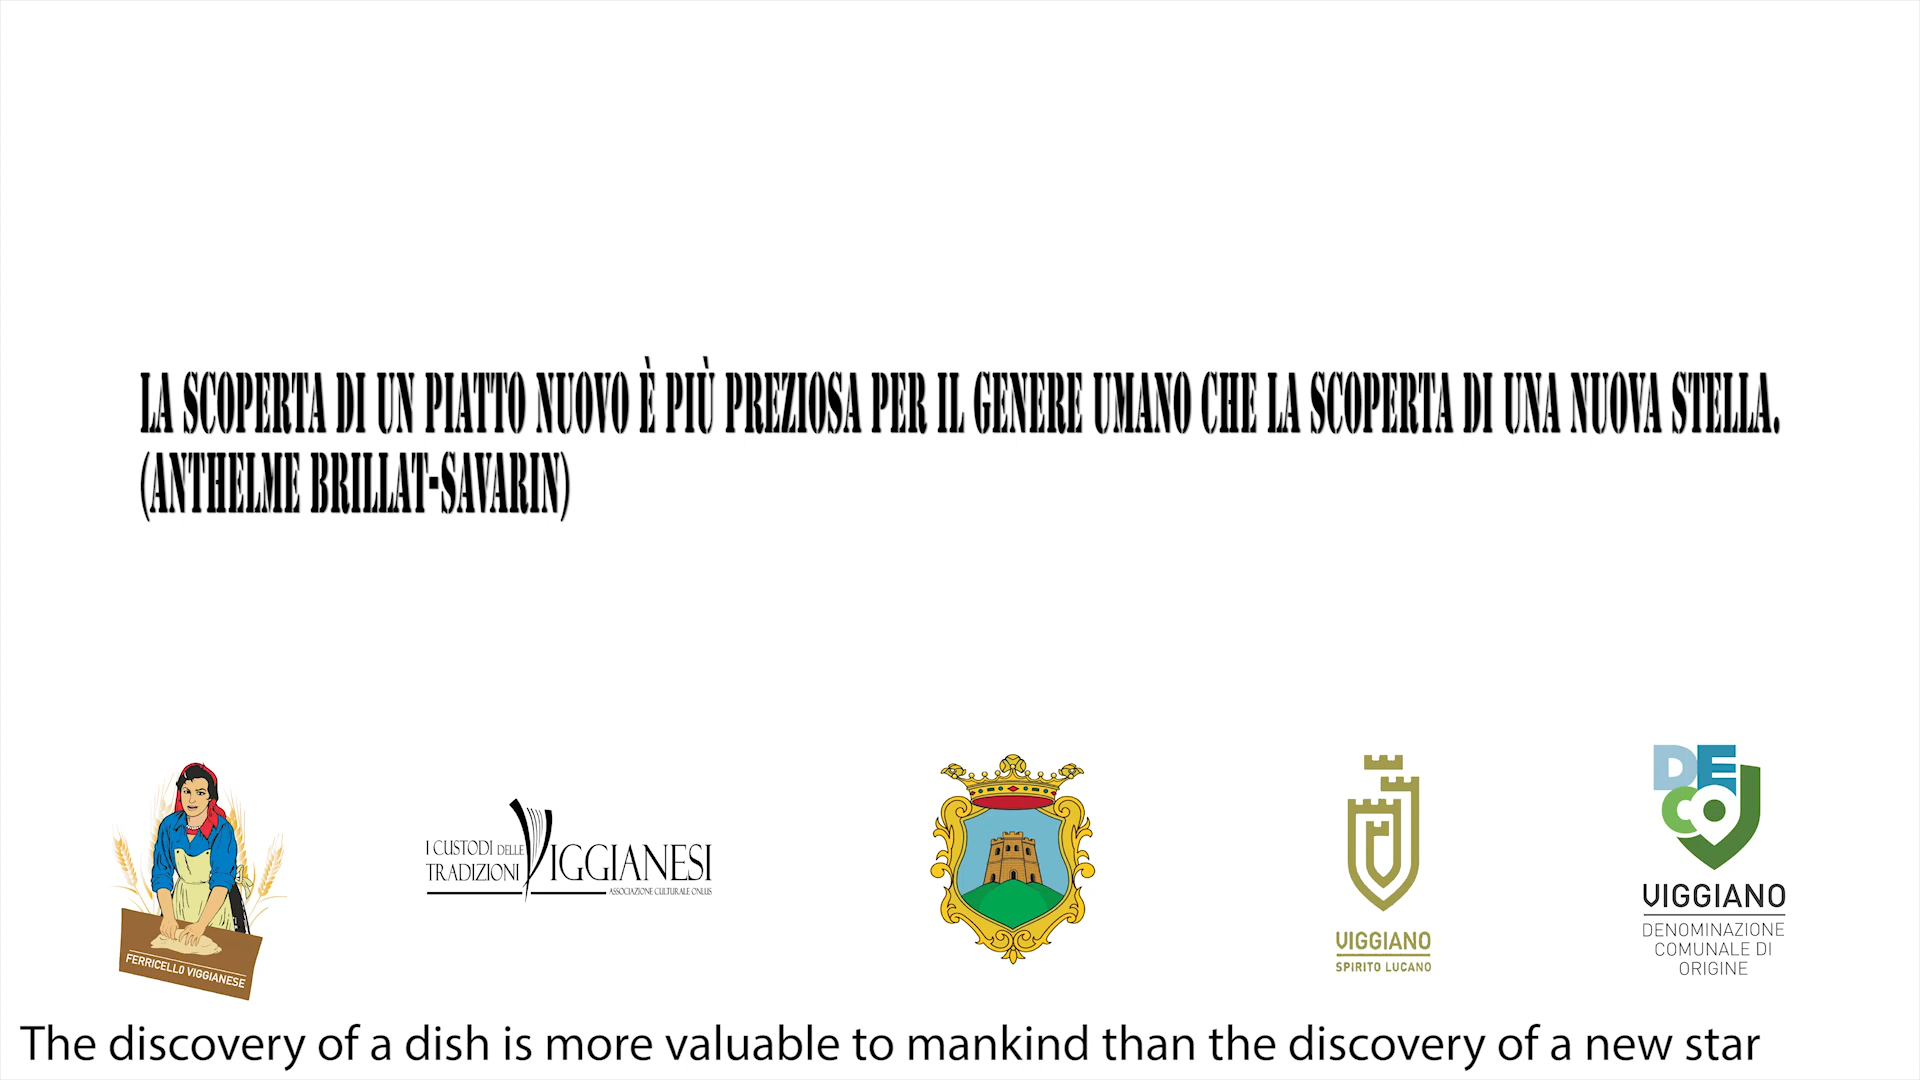 LA SCOPERTA DI UN PIATTO NUOVO È PIÙ PREZIOSA PER IL GENERE UMANO CHE LA SCOPERTA DI UNA NUOVA STELLA.
(ANTHELME BRILLAT-SAVARIN)
FERRICELLO VIGGIANESE
I CUSTODI DELLE
TRADIZIONI VIGGIANESI
ASSOCIAZIONE CULTURALE ONLUS
VIGGIANO
SPIRITO LUCANO
DE
CO
VIGGIANO
DENOMINAZIONE
COMUNALE DI
ORIGINE
The discovery of a dish is more valuable to mankind than the discovery of a new star